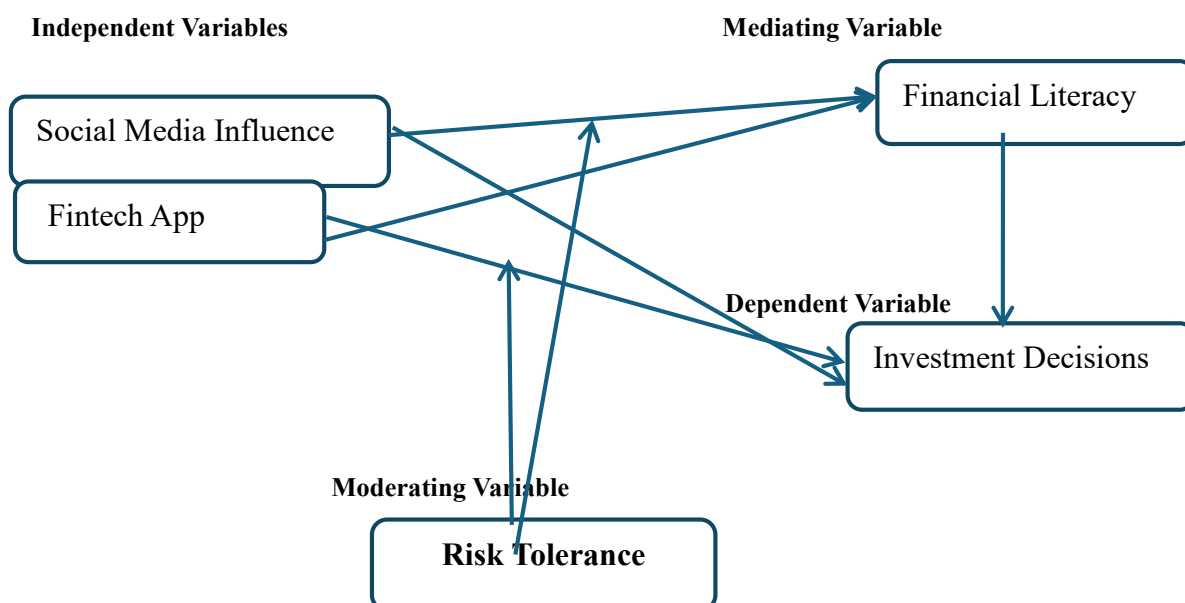 Independent Variables
Mediating Variable
Social Media Influence
Financial Literacy
Fintech App
Dependent Variable
Investment Decisions
Moderating Variable
Risk Tolerance